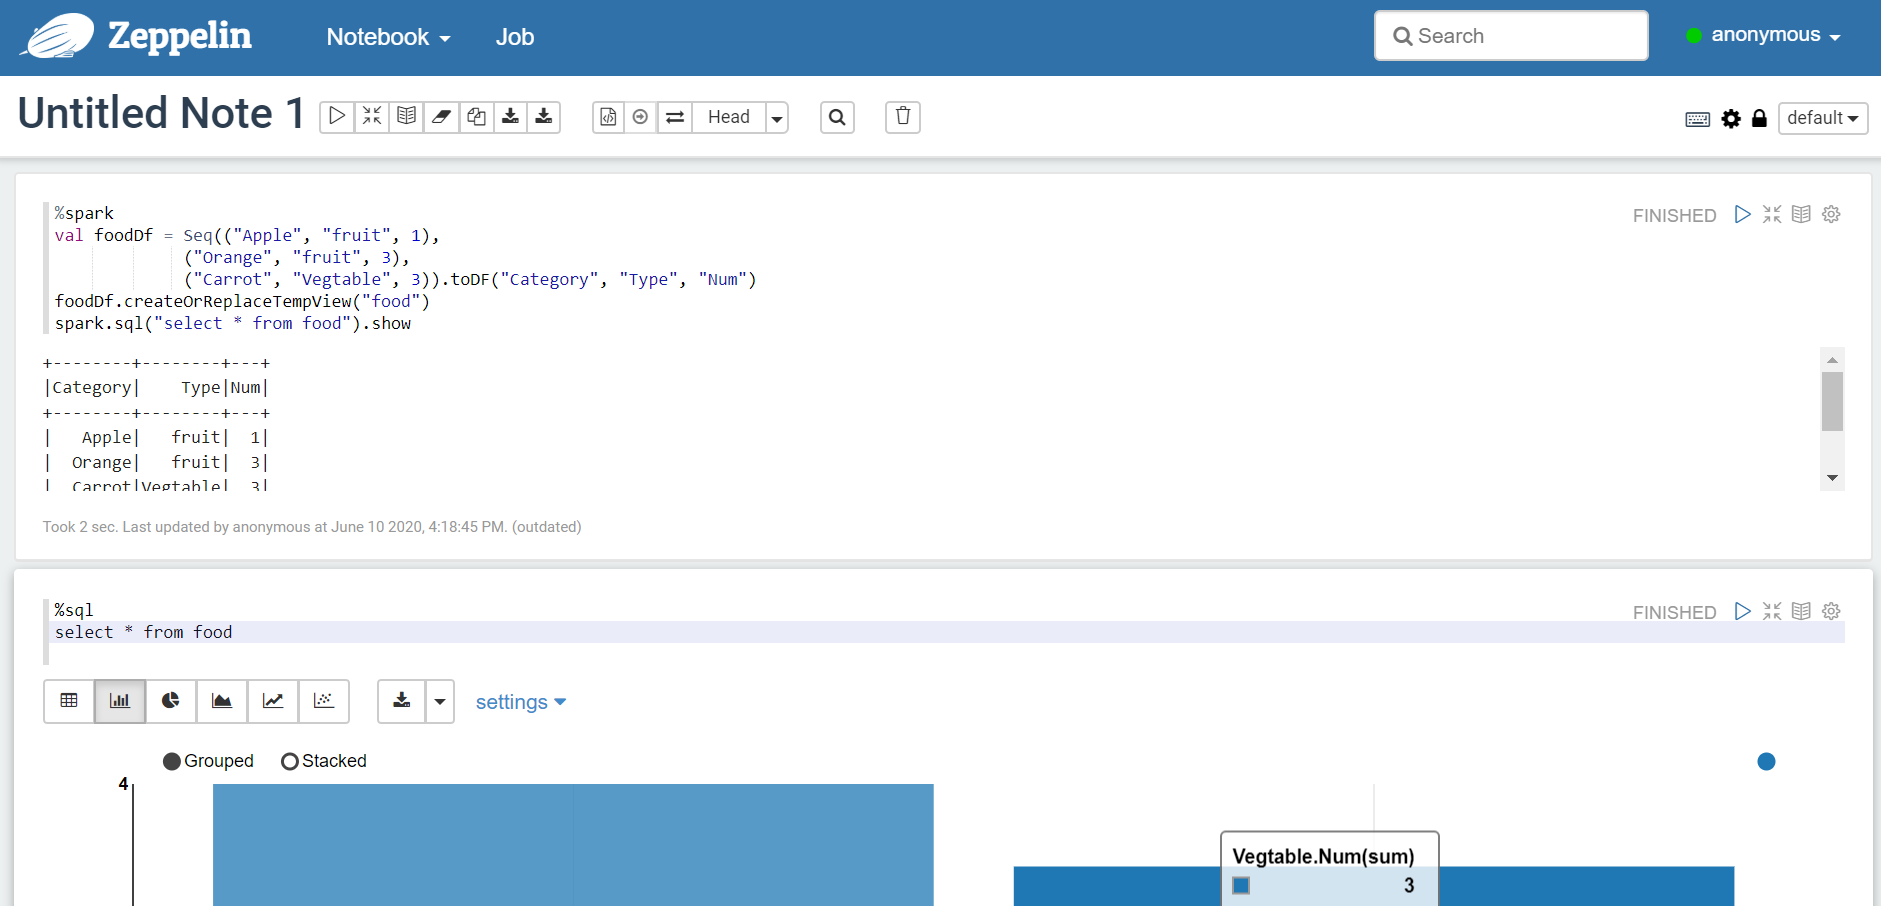 Zeppelin Notebook Job Search anonymous
Untitled Note 1 Head default
%spark FINISHED
val foodDf = Seq(("Apple", "fruit", 1),
("Orange", "fruit", 3),
("Carrot", "Vegtable", 3)).toDF("Category", "Type", "Num")
foodDf.createOrReplaceTempView("food")
spark.sql("select * from food").show
+--------+--------+---+
|Category|    Type|Num|
+--------+--------+---+
|   Apple|   fruit|  1|
|  Orange|   fruit|  3|
|  Carrot|Vegtable|  3|
Took 2 sec. Last updated by anonymous at June 10 2020, 4:18:45 PM. (outdated)
%sql FINISHED
select * from food
settings
Grouped Stacked
4
Vegtable.Num(sum)
3